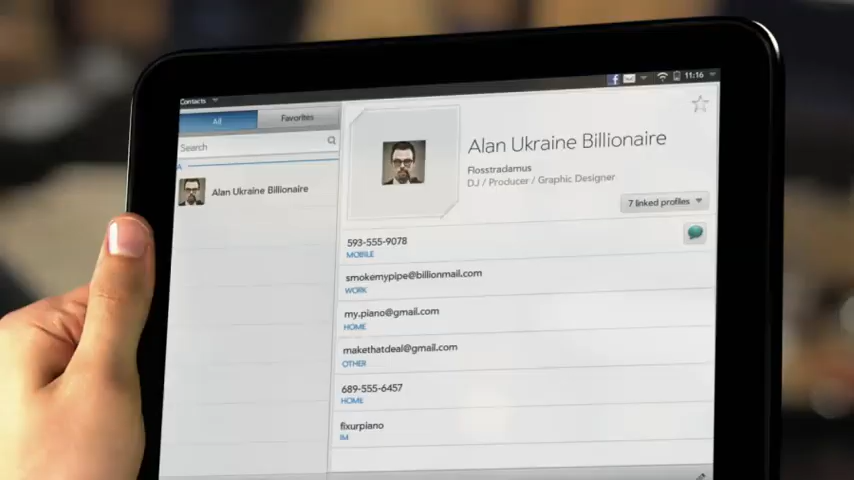 Contacts
11:16
All
Favorites
Search
A
Alan Ukraine Billionaire
Alan Ukraine Billionaire
Flosstradamus
DJ / Producer / Graphic Designer
7 linked profiles
593-555-9078
MOBILE
smokemypipe@billionmail.com
WORK
my.piano@gmail.com
HOME
makethatdeal@gmail.com
OTHER
689-555-6457
HOME
fixurpiano
IM